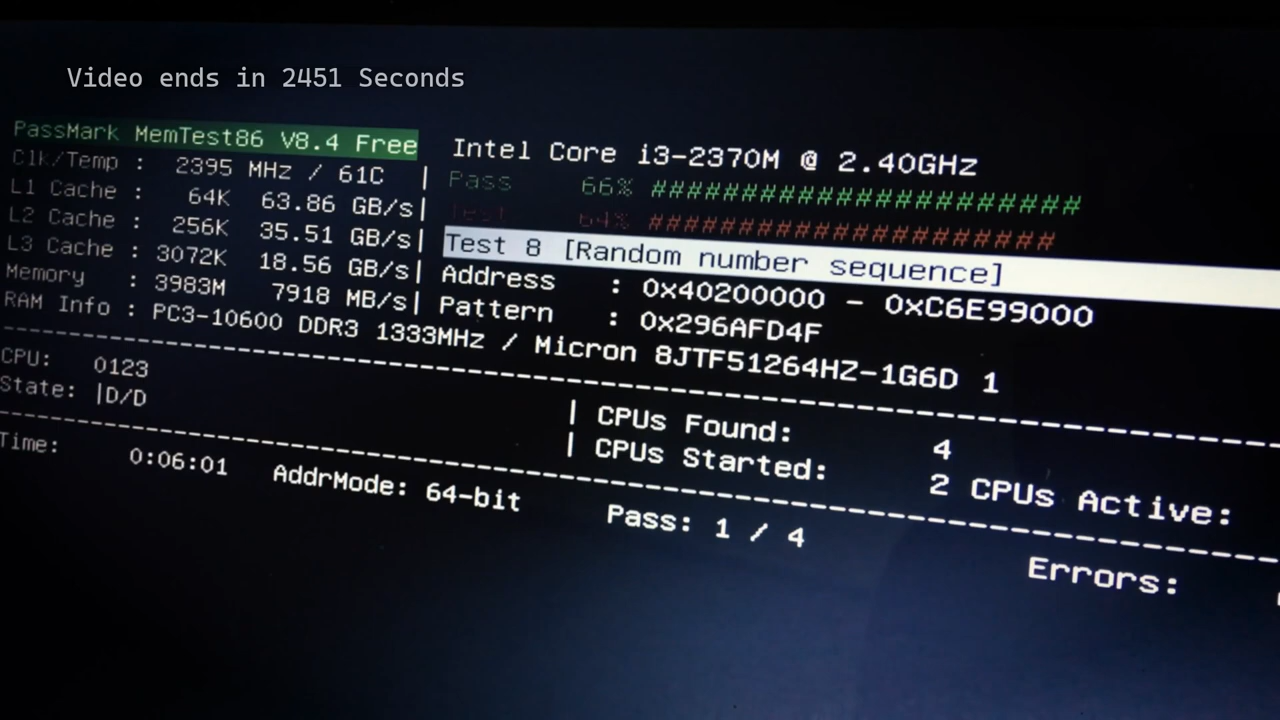 Video ends in 2451 Seconds
PassMark MemTest86 V8.4 Free
Intel Core i3-2370M @ 2.40GHz
Clk/Temp : 2395 MHz / 61C | Pass 66% ####################
L1 Cache : 64K 63.86 GB/s| Test 64% ###################
L2 Cache : 256K 35.51 GB/s| Test 8 [Random number sequence]
L3 Cache : 3072K 18.56 GB/s| Address : 0x40200000 - 0xC6E99000
Memory : 3983M 7918 MB/s| Pattern : 0x296AFD4F
RAM Info : PC3-10600 DDR3 1333MHz / Micron 8JTF51264HZ-1G6D 1
CPU: 0123 | CPUs Found: 4
State: |D/D | CPUs Started: 2 CPUs Active:
Time: 0:06:01 AddrMode: 64-bit Pass: 1 / 4 Errors: